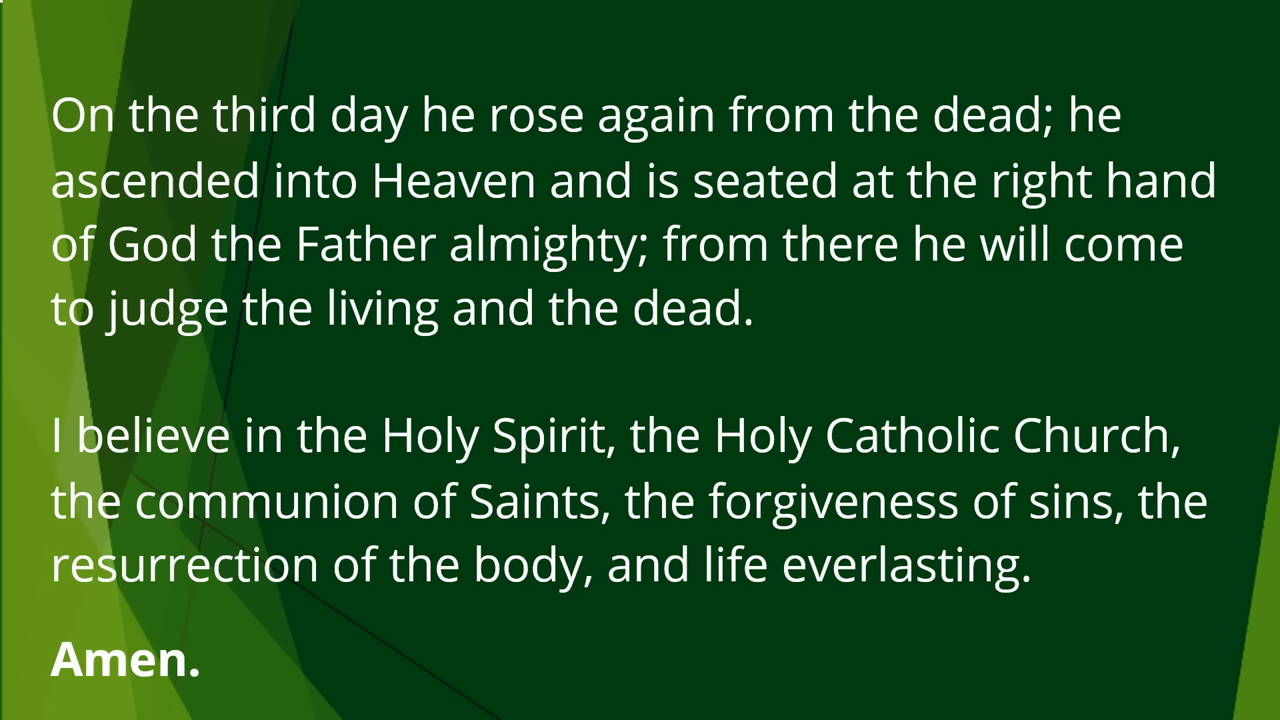 On the third day he rose again from the dead; he
ascended into Heaven and is seated at the right hand
of God the Father almighty; from there he will come
to judge the living and the dead.
I believe in the Holy Spirit, the Holy Catholic Church,
the communion of Saints, the forgiveness of sins, the
resurrection of the body, and life everlasting.
Amen.